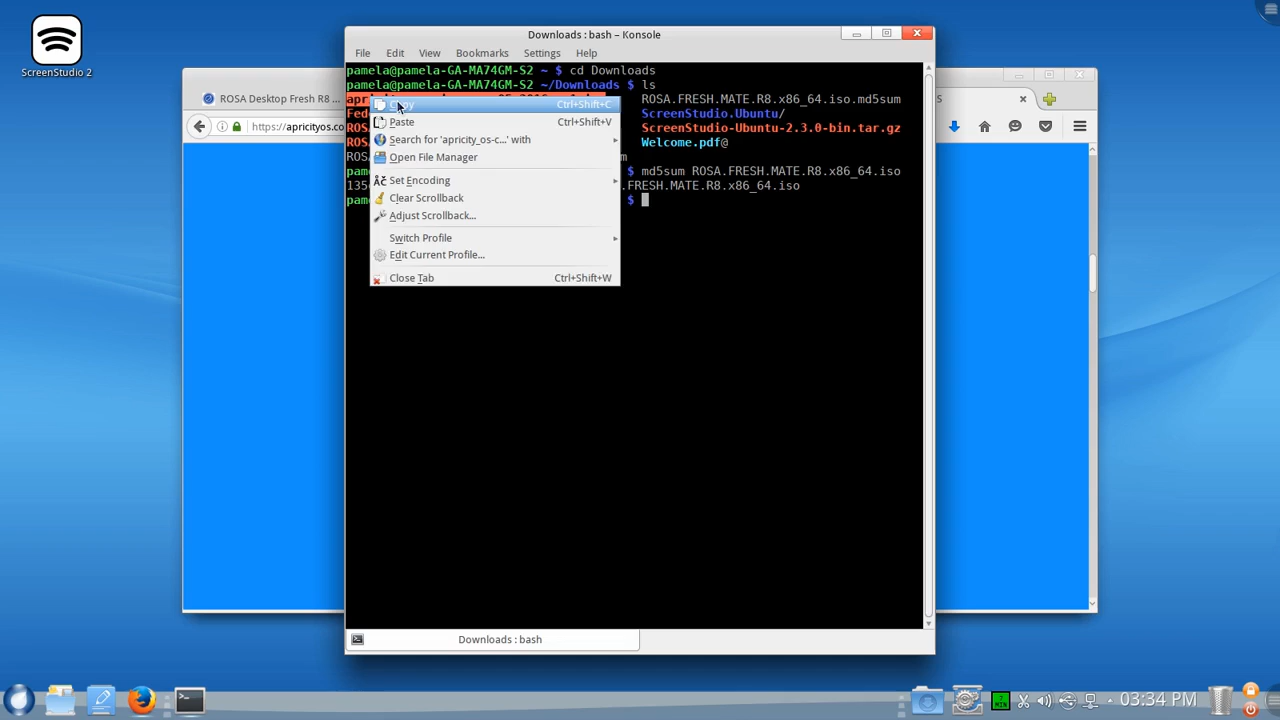 ScreenStudio 2
Downloads : bash – Konsole
File Edit View Bookmarks Settings Help
pamela@pamela-GA-MA74GM-S2 ~ $ cd Downloads
pamela@pamela-GA-MA74GM-S2 ~/Downloads $ ls
ROSA.FRESH.MATE.R8.x86_64.iso.md5sum
ScreenStudio.Ubuntu/
ScreenStudio-Ubuntu-2.3.0-bin.tar.gz
Welcome.pdf@
$ md5sum ROSA.FRESH.MATE.R8.x86_64.iso
.FRESH.MATE.R8.x86_64.iso
$
Copy Ctrl+Shift+C
Paste Ctrl+Shift+V
Search for 'apricity_os-c...' with
Open File Manager
Set Encoding
Clear Scrollback
Adjust Scrollback...
Switch Profile
Edit Current Profile...
Close Tab Ctrl+Shift+W
ROSA Desktop Fresh R8 ...
https://apricityos.co
Downloads : bash
03:34 PM